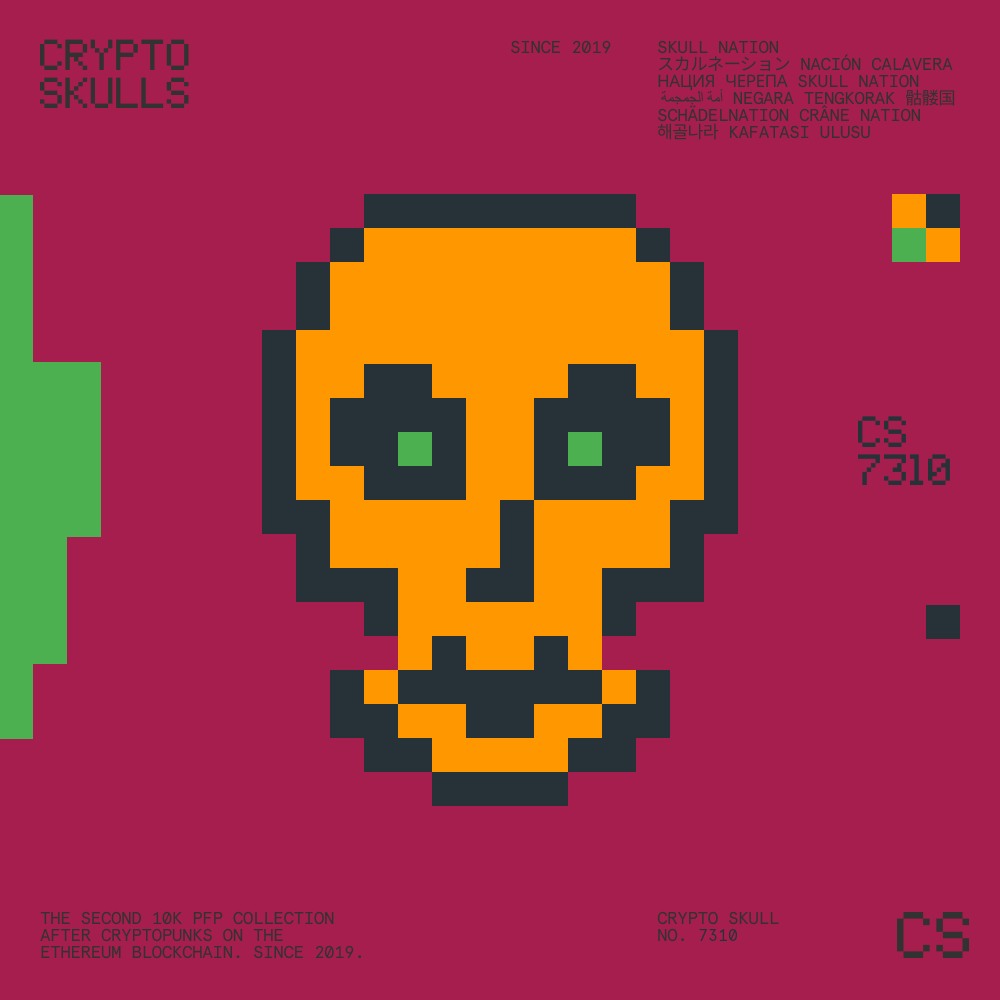 CRYPTO
SKULLS
SINCE 2019
SKULL NATION
スカルネーション NACIÓN CALAVERA
НАЦИЯ ЧЕРЕПА SKULL NATION
أمة الجمجمة NEGARA TENGKORAK 骷髅国
SCHÄDELNATION CRÂNE NATION
해골나라 KAFATASI ULUSU
CS
7310
THE SECOND 10K PFP COLLECTION
AFTER CRYPTOPUNKS ON THE
ETHEREUM BLOCKCHAIN. SINCE 2019.
CRYPTO SKULL
NO. 7310
CS